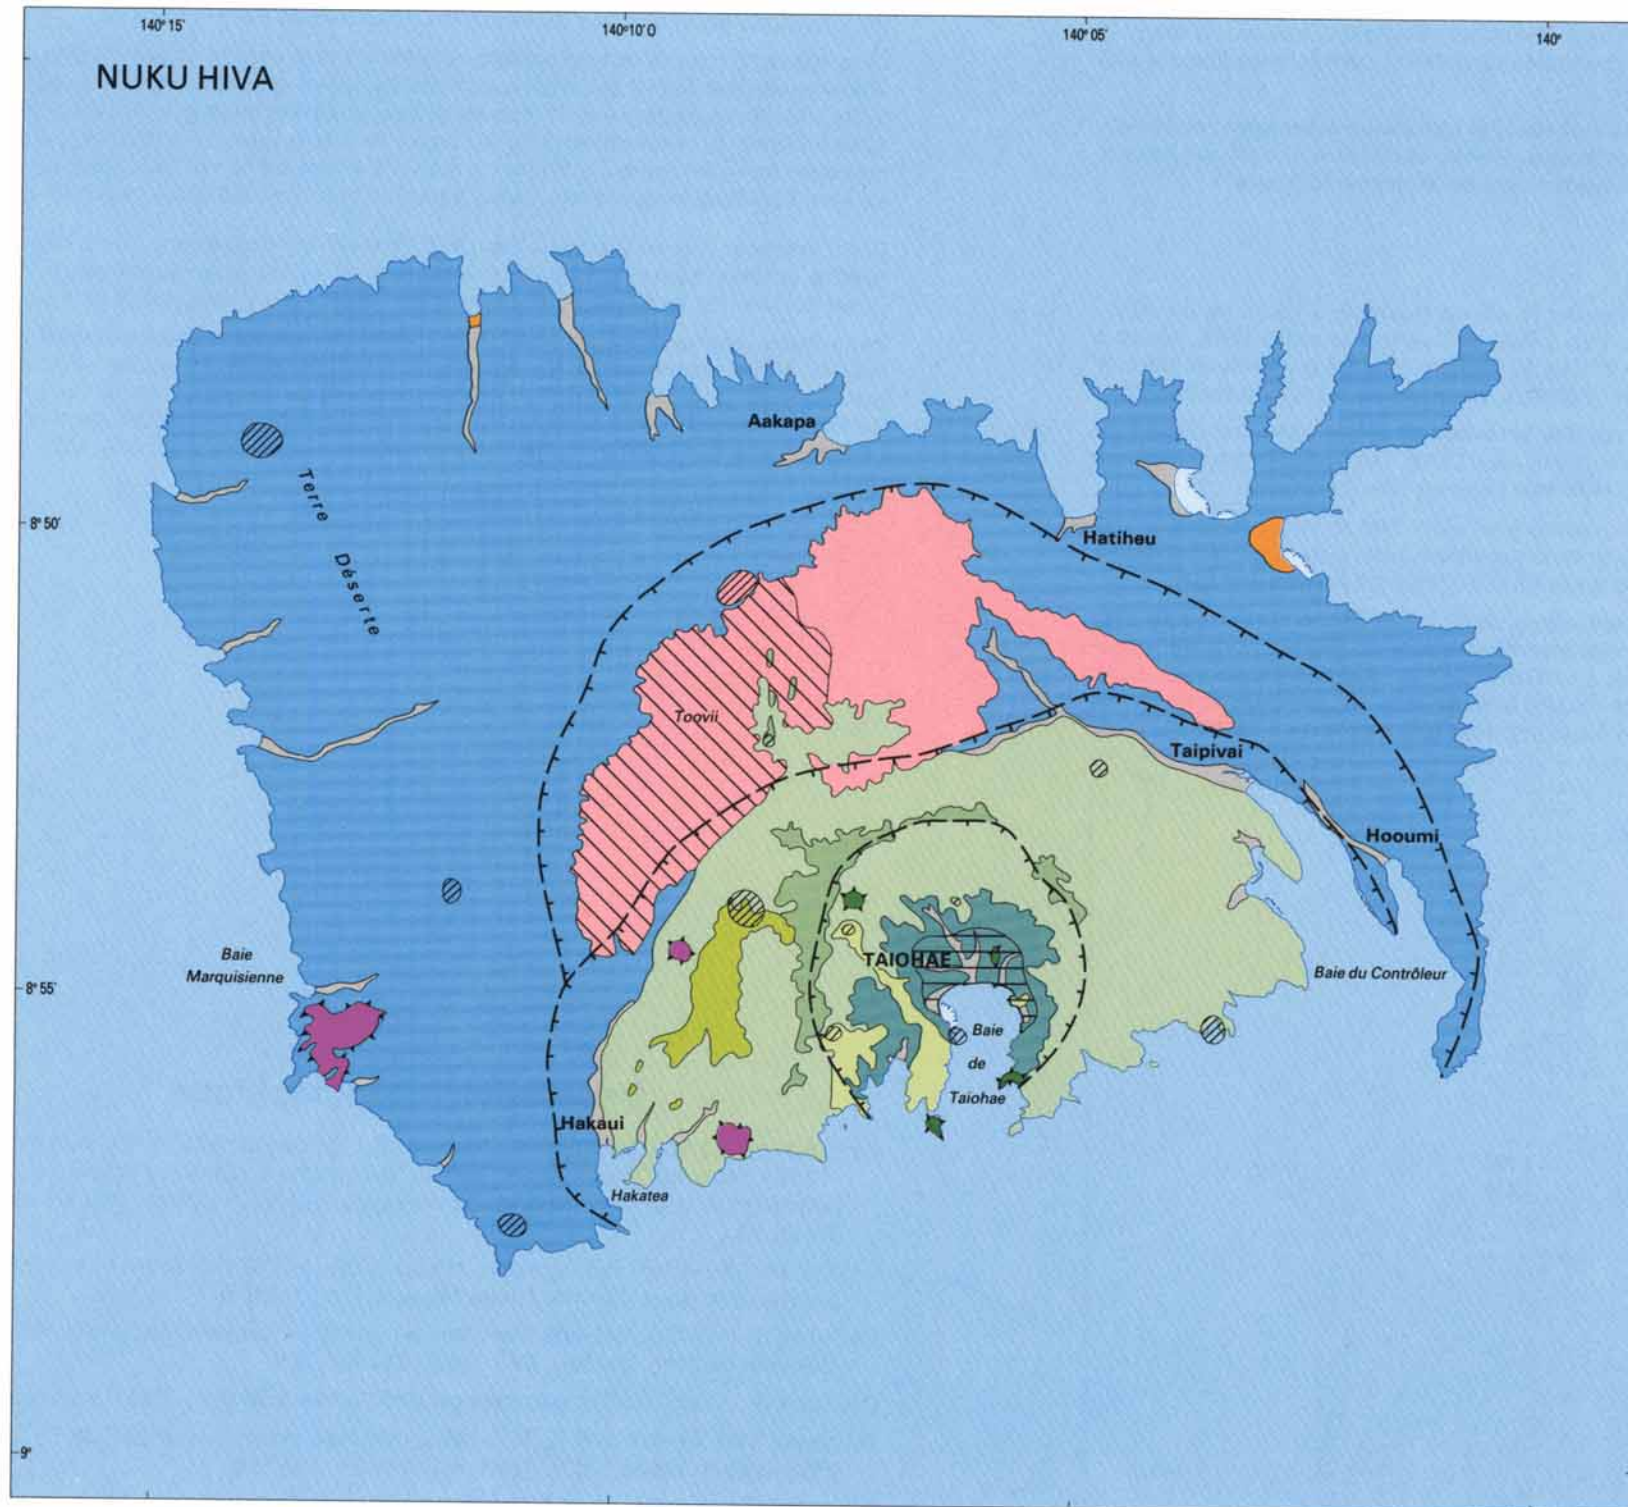 140° 15'
140° 10' O
140° 05'
140°
NUKU HIVA
Aakapa
Terre
Déserte
8° 50'
Hatiheu
Toovii
Taipivai
Hooumi
Baie
Marquisienne
TAIOHAE
Baie du Contrôleur
8° 55'
Baie
de
Taiohae
Hakaui
Hakatea
9°